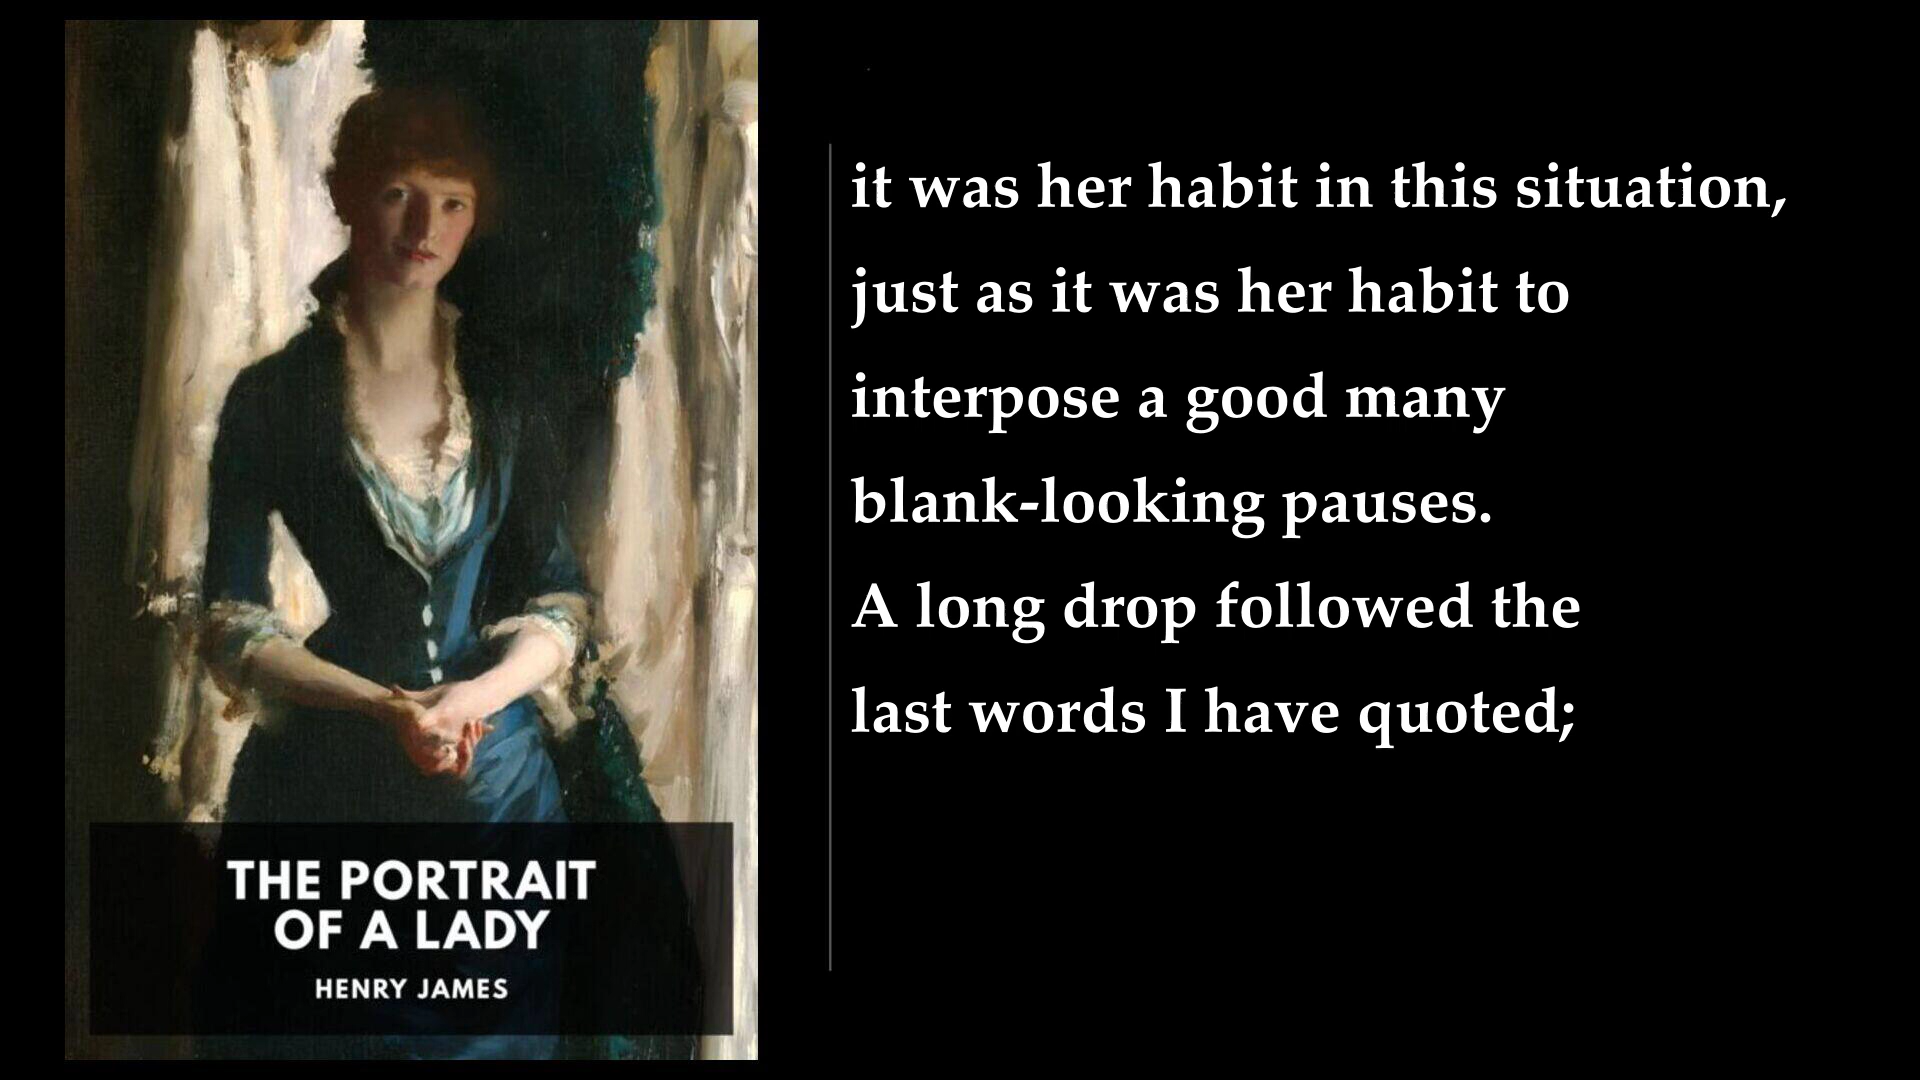 THE PORTRAIT
OF A LADY
HENRY JAMES
it was her habit in this situation,
just as it was her habit to
interpose a good many
blank-looking pauses.
A long drop followed the
last words I have quoted;